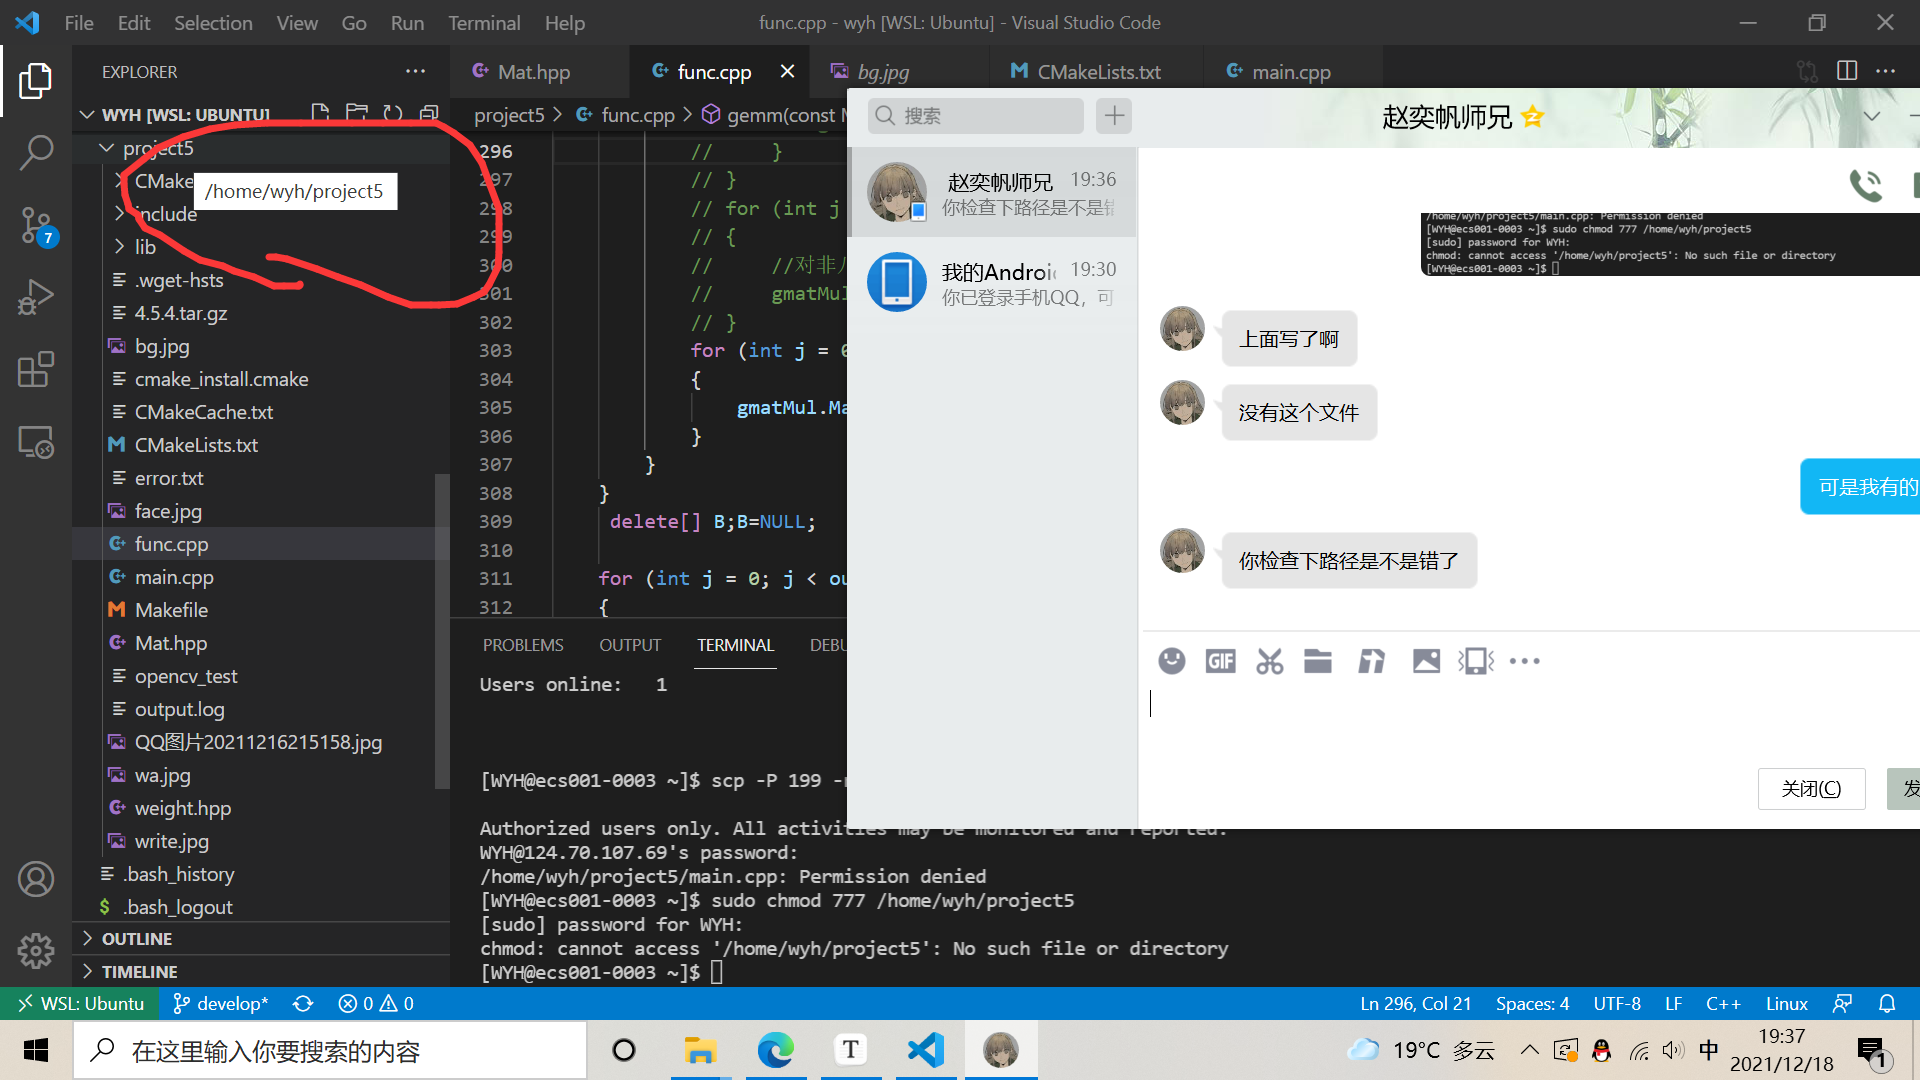 File Edit Selection View Go Run Terminal Help
func.cpp - wyh [WSL: Ubuntu] - Visual Studio Code
EXPLORER
Mat.hpp
func.cpp
bg.jpg
CMakeLists.txt
main.cpp
WYH [WSL: UBUNTU]
project5 > func.cpp > gemm(const
project5
CMake
/home/wyh/project5
include
lib
.wget-hsts
4.5.4.tar.gz
bg.jpg
cmake_install.cmake
CMakeCache.txt
CMakeLists.txt
error.txt
face.jpg
func.cpp
main.cpp
Makefile
Mat.hpp
opencv_test
output.log
QQ图片20211216215158.jpg
wa.jpg
weight.hpp
write.jpg
.bash_history
.bash_logout
OUTLINE
TIMELINE
7
296 // }
297 // }
298 // for (int j
299 // {
300 // //对非
301 // gmatMul
302 // }
303 for (int j = 0
304 {
305 gmatMul.Ma
306 }
307 }
308 }
309 delete[] B;B=NULL;
310
311 for (int j = 0; j < ou
312 {
PROBLEMS OUTPUT TERMINAL DEBU
Users online: 1
[WYH@ecs001-0003 ~]$ scp -P 199 -
Authorized users only. All activities may be monitored and reported.
WYH@124.70.107.69's password:
/home/wyh/project5/main.cpp: Permission denied
[WYH@ecs001-0003 ~]$ sudo chmod 777 /home/wyh/project5
[sudo] password for WYH:
chmod: cannot access '/home/wyh/project5': No such file or directory
[WYH@ecs001-0003 ~]$
搜索
赵奕帆师兄
赵奕帆师兄 19:36
你检查下路径是不是错
我的Android 19:30
你已登录手机QQ，可
/home/wyh/project5/main.cpp: Permission denied
[WYH@ecs001-0003 ~]$ sudo chmod 777 /home/wyh/project5
[sudo] password for WYH:
chmod: cannot access '/home/wyh/project5': No such file or directory
[WYH@ecs001-0003 ~]$
上面写了啊
没有这个文件
可是我有的
你检查下路径是不是错了
GIF
关闭(C)
发
WSL: Ubuntu develop* 0 0
Ln 296, Col 21 Spaces: 4 UTF-8 LF C++ Linux
在这里输入你要搜索的内容
T
19°C 多云
中
19:37
2021/12/18
1